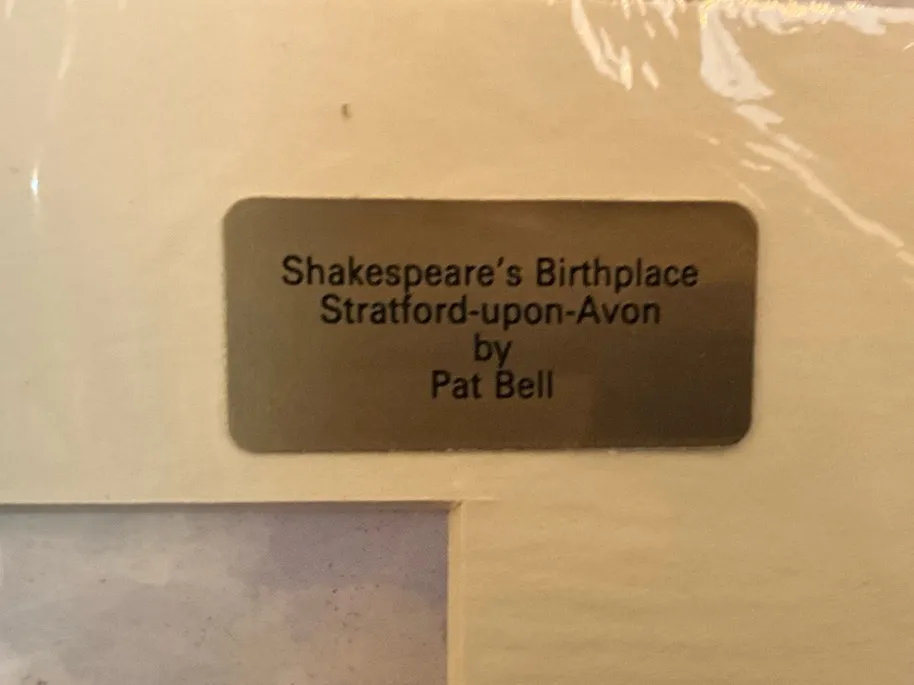 Shakespeare's Birthplace
Stratford-upon-Avon
by
Pat Bell